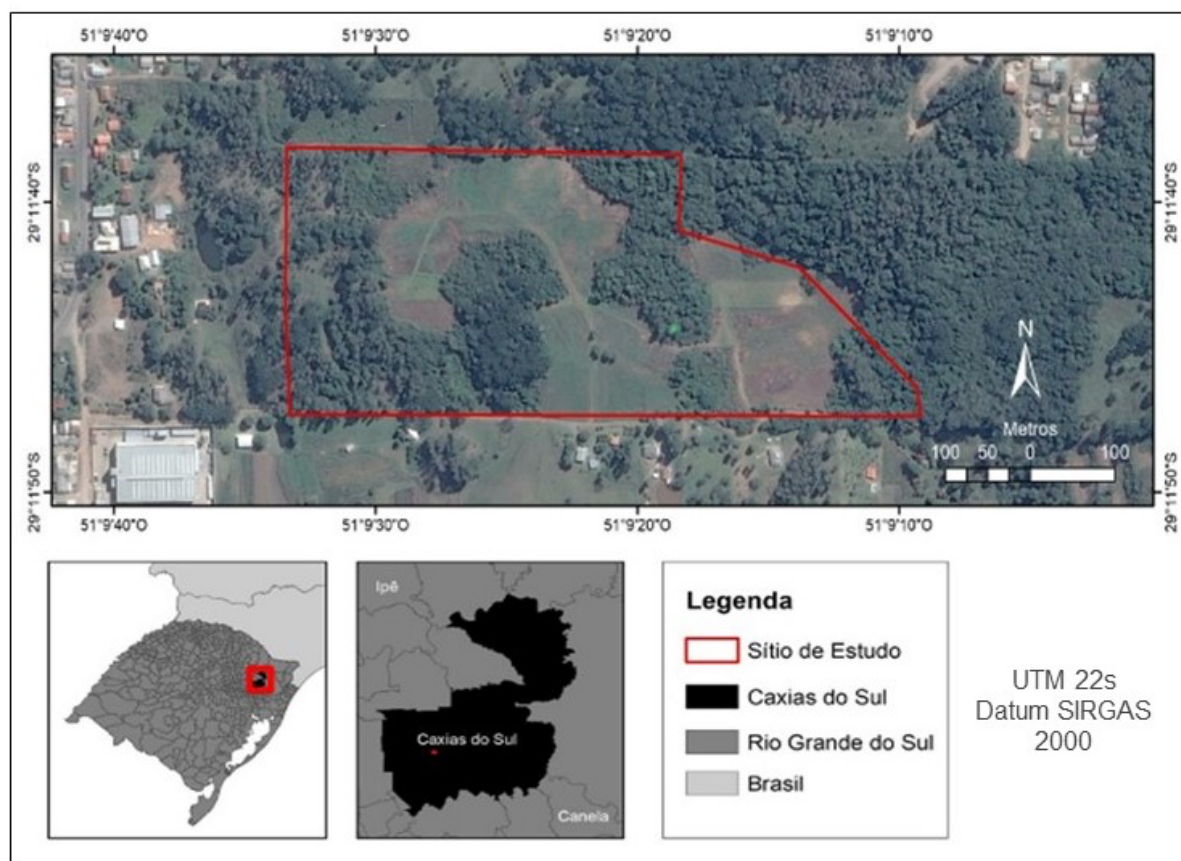 51°9'40"O
51°9'30"O
51°9'20"O
51°9'10"O
29°11'40"S
29°11'40"S
N
Metros
100 50 0 100
29°11'50"S
29°11'50"S
51°9'40"O
51°9'30"O
51°9'20"O
51°9'10"O
Ipê
Caxias do Sul
Canela
Legenda
Sítio de Estudo
Caxias do Sul
Rio Grande do Sul
Brasil
UTM 22s
Datum SIRGAS
2000